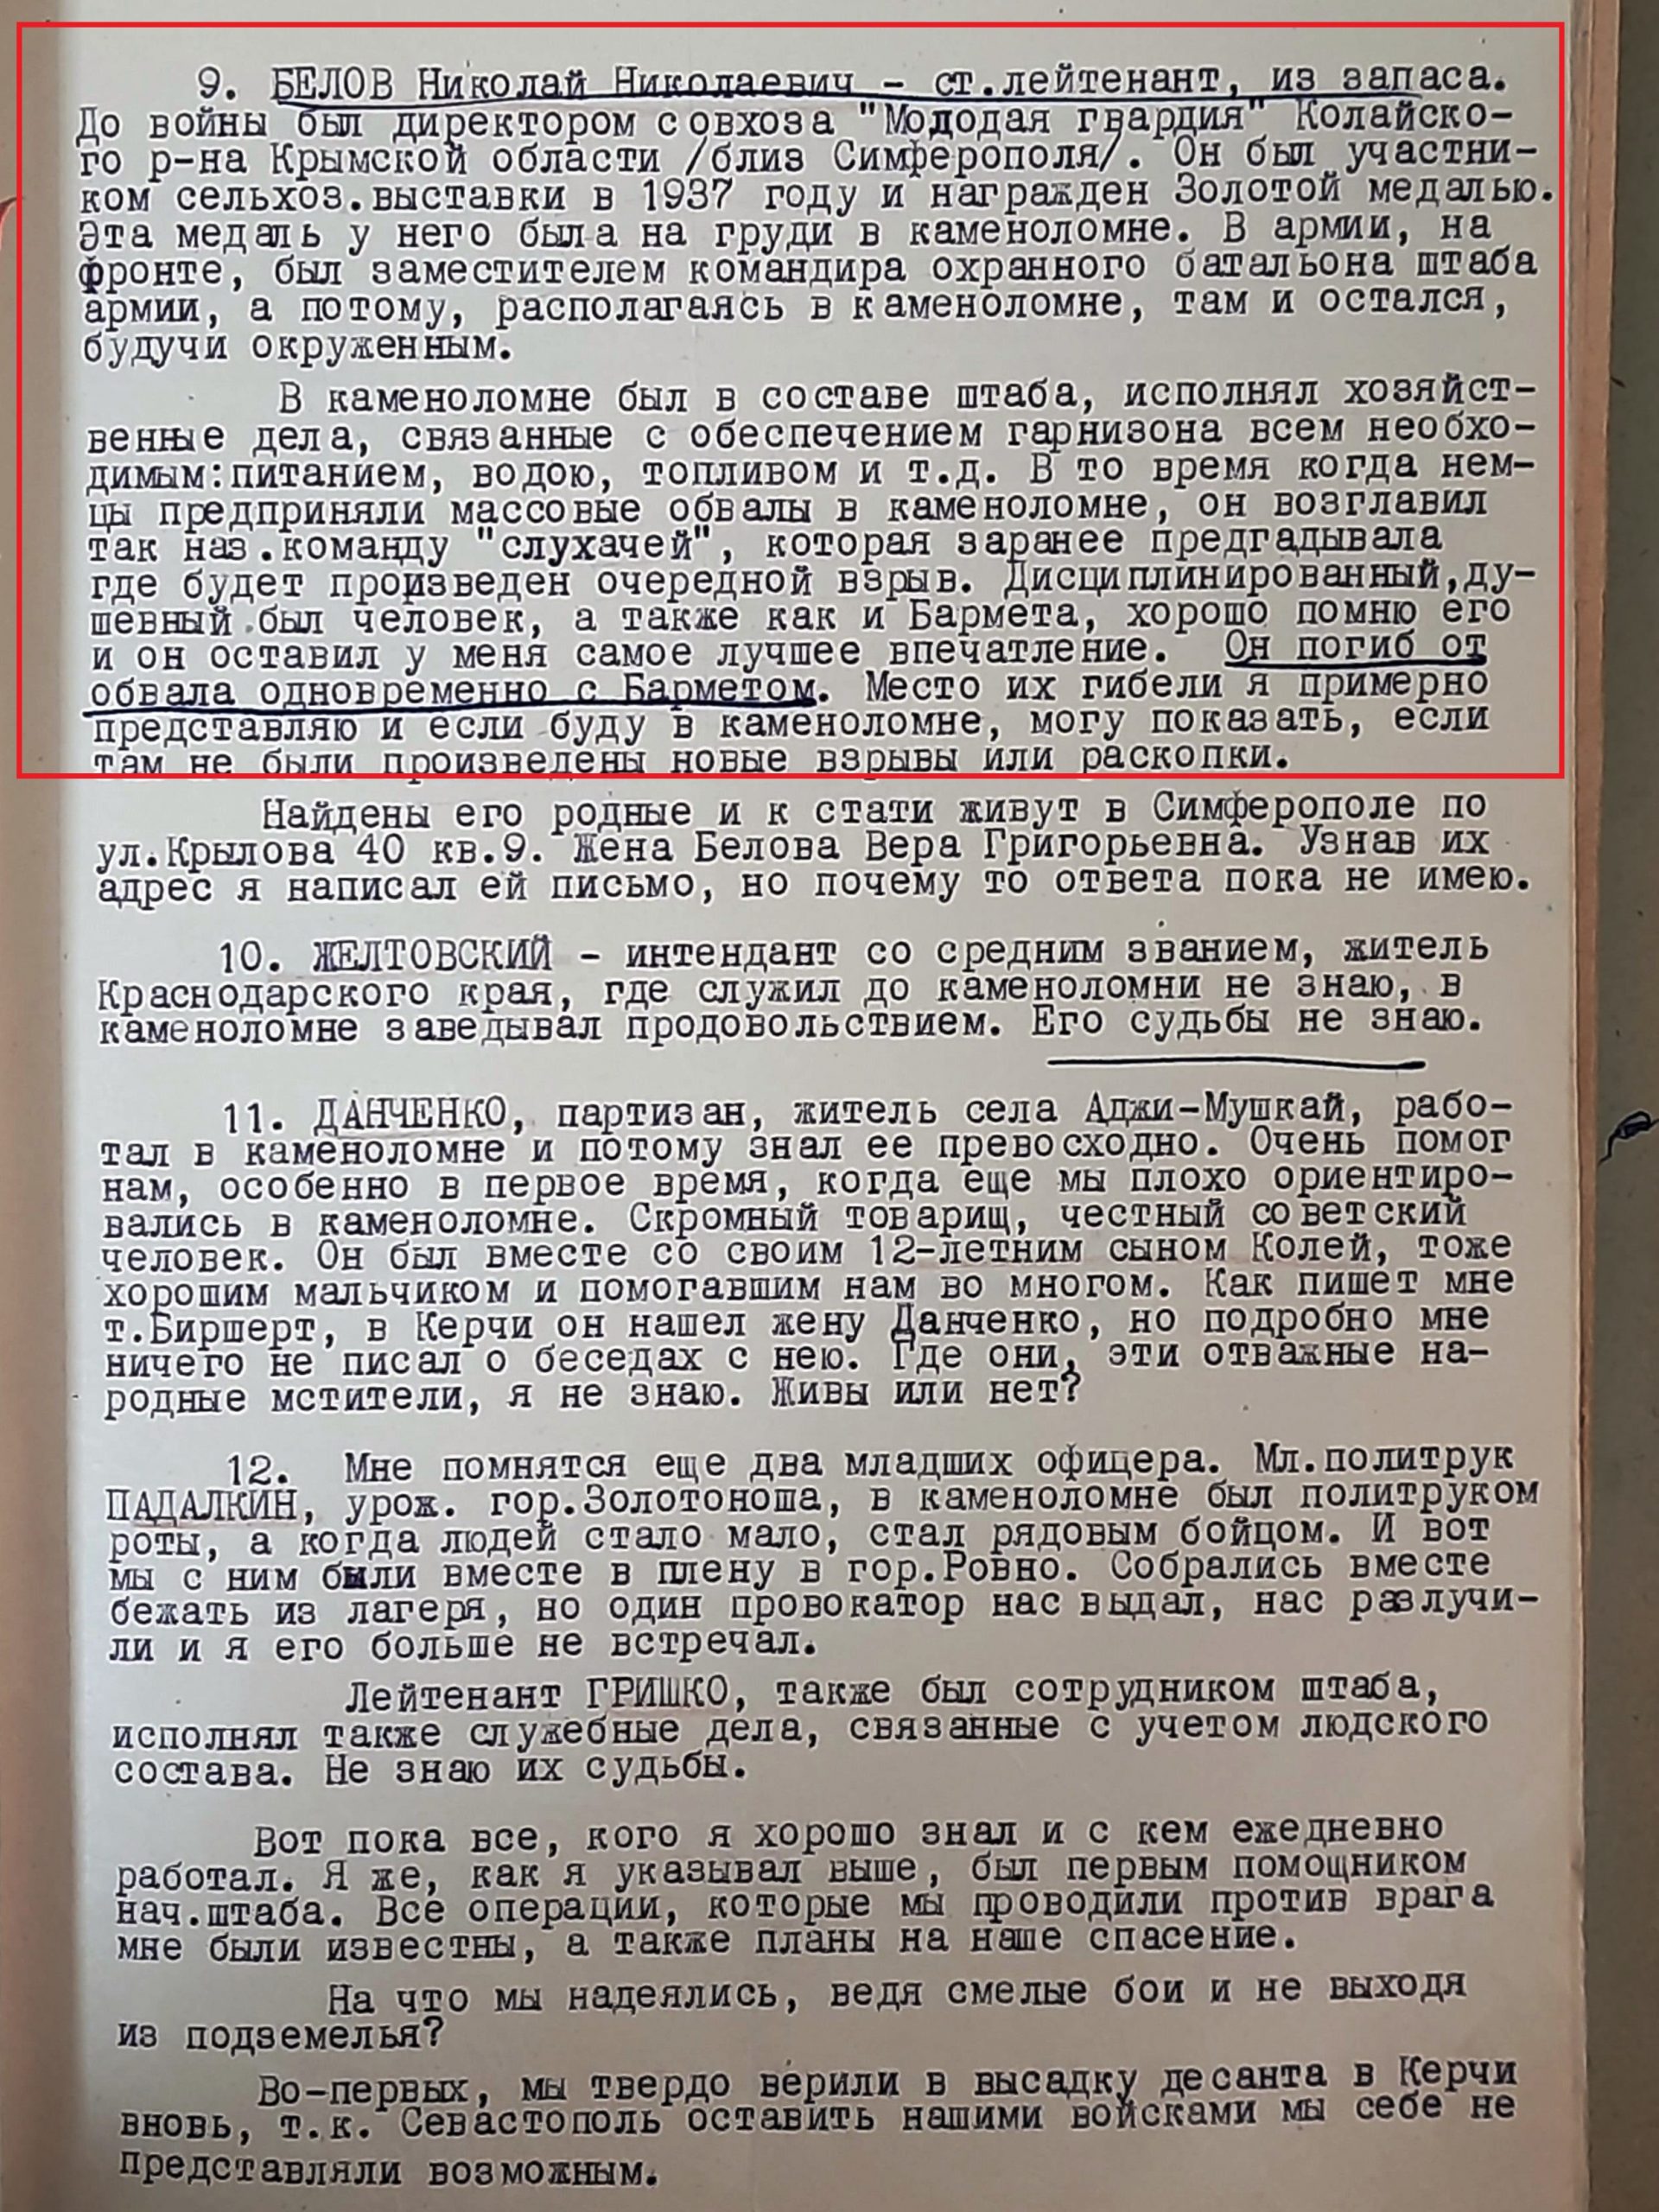 9. БЕЛОВ Николай Николаевич - ст.лейтенант, из запаса.
До войны был директором совхоза "Мододая гвардия" Колайско-
го р-на Крымской области /близ Симферополя/. Он был участни-
ком сельхоз.выставки в 1937 году и награжден Золотой медалью.
Эта медаль у него была на груди в каменоломне. В армии, на
фронте, был заместителем командира охранного батальона штаба
армии, а потому, располагаясь в каменоломне, там и остался,
будучи окруженным.
В каменоломне был в составе штаба, исполнял хозяйст-
венные дела, связанные с обеспечением гарнизона всем необхо-
димым:питанием, водою, топливом и т.д. В то время когда нем-
цы предприняли массовые обвалы в каменоломне, он возглавил
так наз.команду "слухачей", которая заранее предгадывала
где будет произведен очередной взрыв. Дисциплинированный,ду-
шевный был человек, а также как и Бармета, хорошо помню его
и он оставил у меня самое лучшее впечатление. Он погиб от
обвала одновременно с Барметом. Место их гибели я примерно
представляю и если буду в каменоломне, могу показать, если
там не были произведены новые взрывы или раскопки.
Найдены его родные и к стати живут в Симферополе по
ул.Крылова 40 кв.9. Жена Белова Вера Григорьевна. Узнав их
адрес я написал ей письмо, но почему то ответа пока не имею.
10. ЖЕЛТОВСКИЙ - интендант со средним званием, житель
Краснодарского края, где служил до каменоломни не знаю, в
каменоломне заведывал продовольствием. Его судьбы не знаю.
11. ДАНЧЕНКО, партизан, житель села Аджи-Мушкай, рабо-
тал в каменоломне и потому знал ее превосходно. Очень помог
нам, особенно в первое время, когда еще мы плохо ориентиро-
вались в каменоломне. Скромный товарищ, честный советский
человек. Он был вместе со своим 12-летним сыном Колей, тоже
хорошим мальчиком и помогавшим нам во многом. Как пишет мне
т.Биршерт, в Керчи он нашел жену Данченко, но подробно мне
ничего не писал о беседах с нею. Где они, эти отважные на-
родные мстители, я не знаю. Живы или нет?
12. Мне помнятся еще два младших офицера. Мл.политрук
ПАДАЛКИН, урож. гор.Золотоноша, в каменоломне был политруком
роты, а когда людей стало мало, стал рядовым бойцом. И вот
мы с ним были вместе в плену в гор.Ровно. Собрались вместе
бежать из лагеря, но один провокатор нас выдал, нас разлучи-
ли и я его больше не встречал.
Лейтенант ГРИШКО, также был сотрудником штаба,
исполнял также служебные дела, связанные с учетом людского
состава. Не знаю их судьбы.
Вот пока все, кого я хорошо знал и с кем ежедневно
работал. Я же, как я указывал выше, был первым помощником
нач.штаба. Все операции, которые мы проводили против врага
мне были известны, а также планы на наше спасение.
На что мы надеялись, ведя смелые бои и не выходя
из подземелья?
Во-первых, мы твердо верили в высадку десанта в Керчи
вновь, т.к. Севастополь оставить нашими войсками мы себе не
представляли возможным.